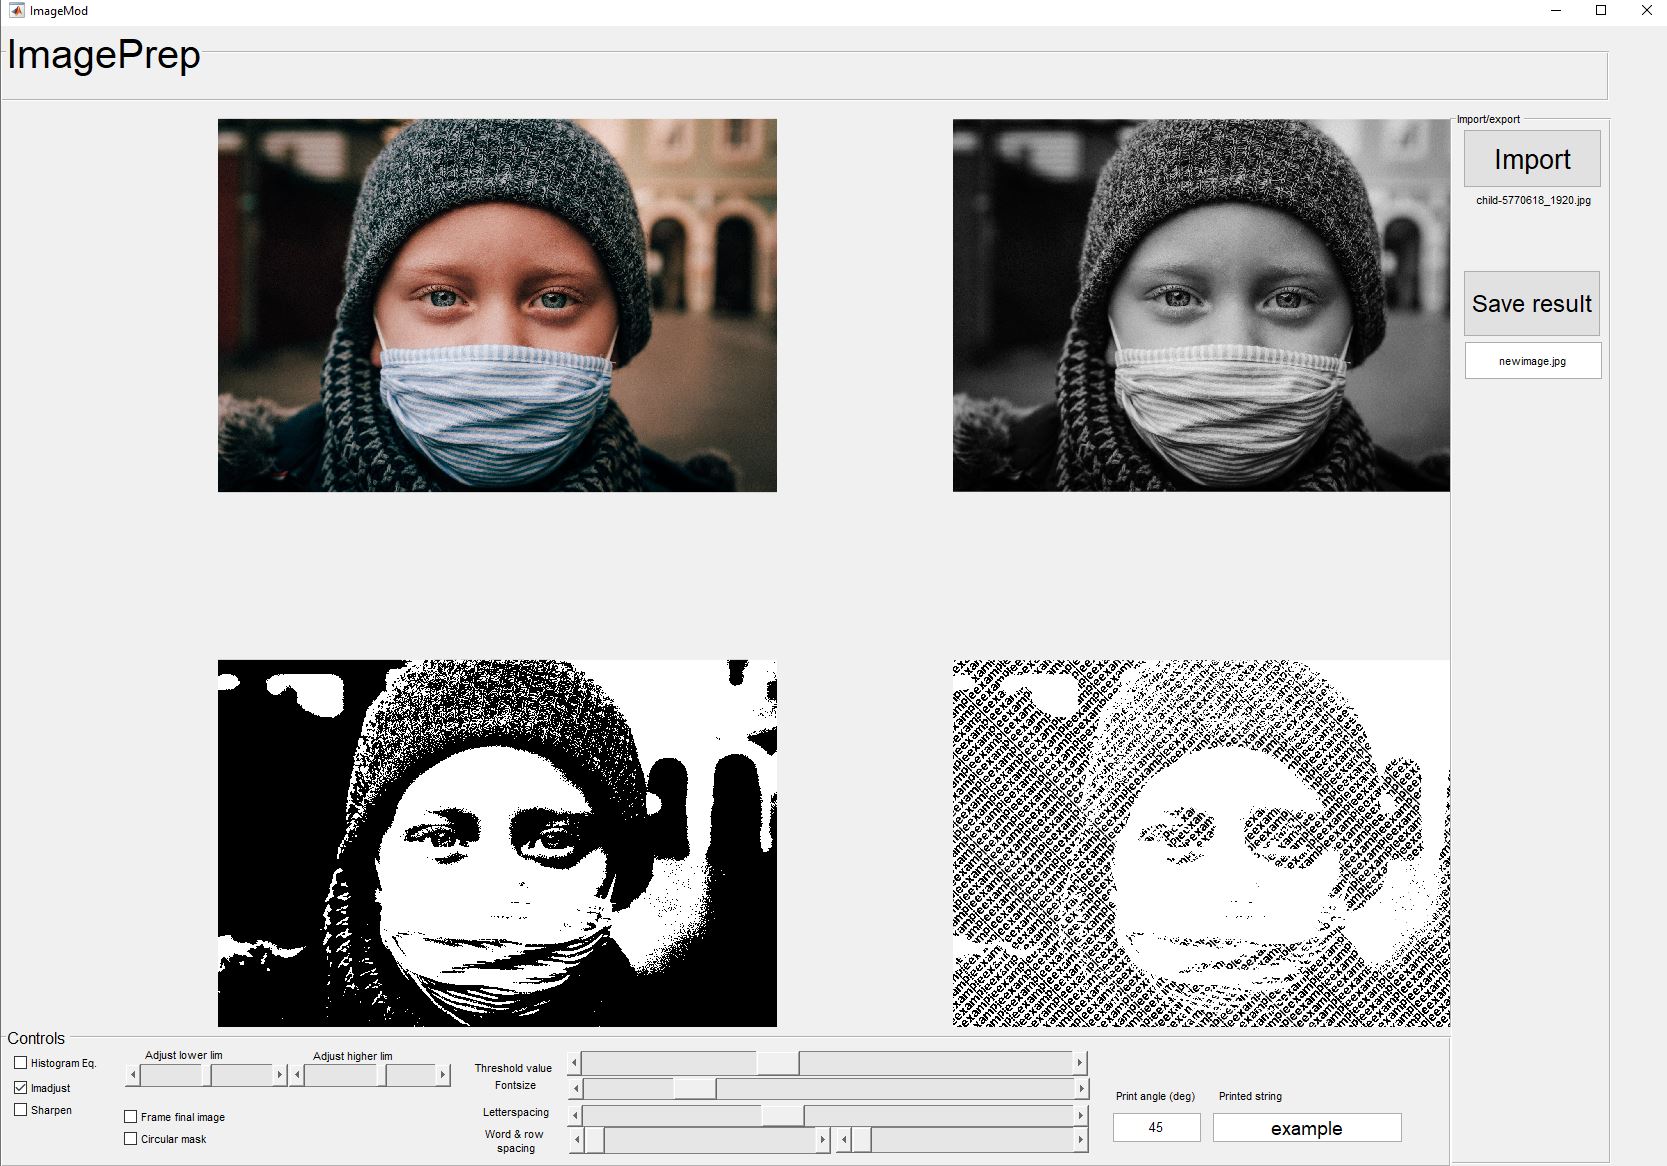 ImageMod
ImagePrep
Import/export
Import
child-5770618_1920.jpg
Save result
newimage.jpg
Controls
Histogram Eq.
Imadjust
Sharpen
Adjust lower lim
Adjust higher lim
Frame final image
Circular mask
Threshold value
Fontsize
Letterspacing
Word & row
spacing
Print angle (deg)
Printed string
45
example